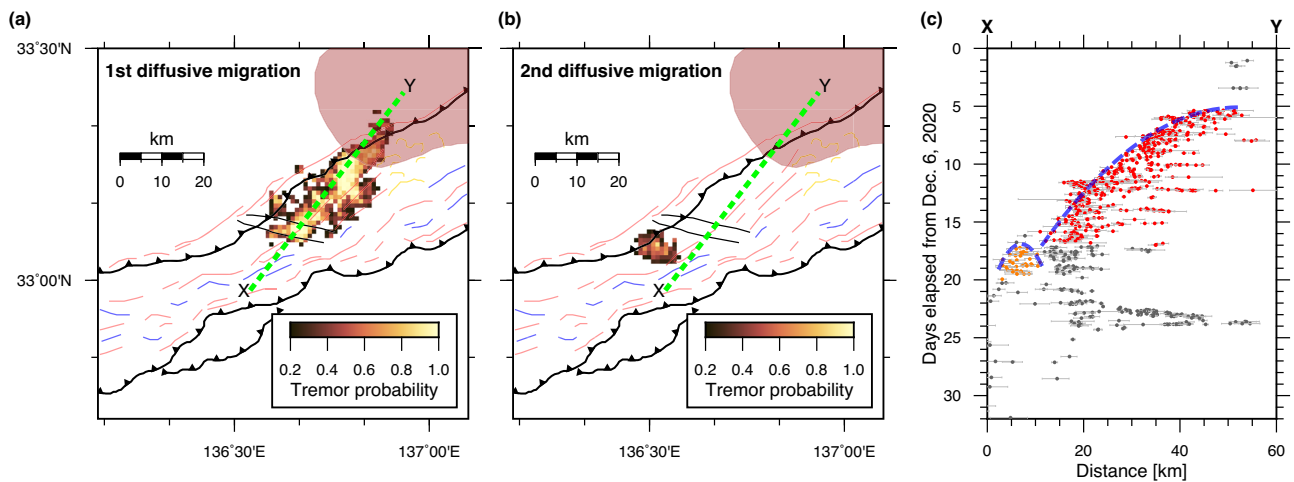 (a)
(b)
(c)
X
Y
33°30'N
33°00'N
1st diffusive migration
Y
X
km
0 10 20
0.2 0.4 0.6 0.8 1.0
Tremor probability
136°30'E
137°00'E
2nd diffusive migration
Y
X
km
0 10 20
0.2 0.4 0.6 0.8 1.0
Tremor probability
136°30'E
137°00'E
Days elapsed from Dec. 6, 2020
0
5
10
15
20
25
30
0 20 40 60
Distance [km]